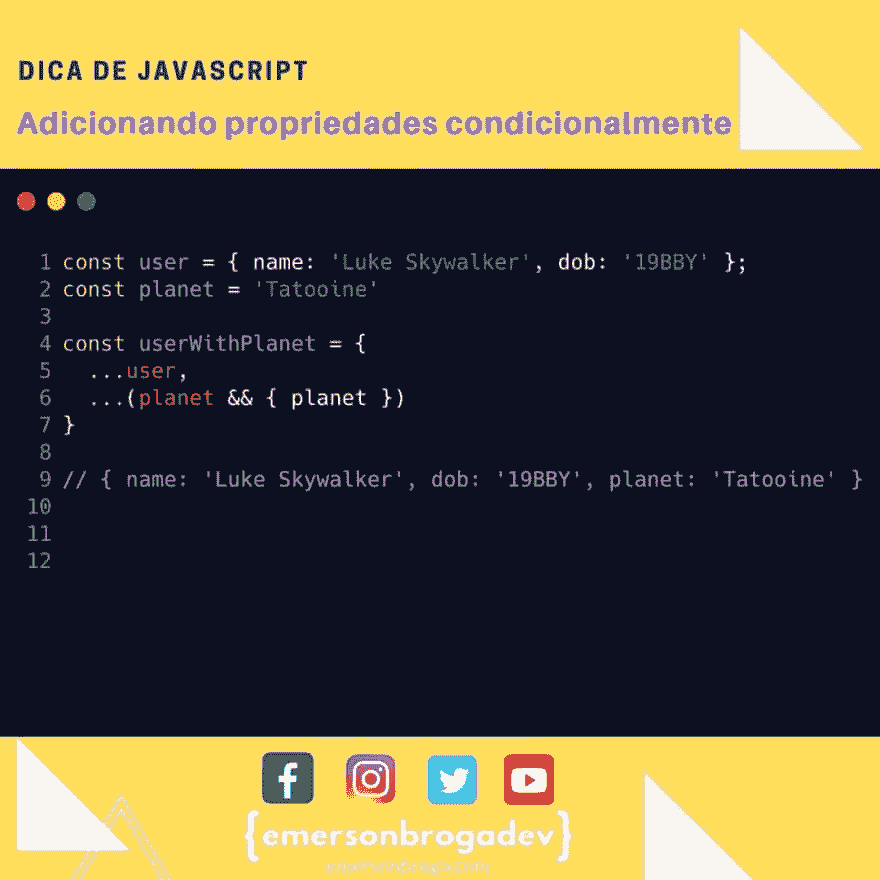 DICA DE JAVASCRIPT
Adicionando propriedades condicionalmente
1 const user = { name: 'Luke Skywalker', dob: '19BBY' };
2 const planet = 'Tatooine'
3
4 const userWithPlanet = {
5   ...user,
6   ...(planet && { planet })
7 }
8
9 // { name: 'Luke Skywalker', dob: '19BBY', planet: 'Tatooine' }
10
11
12
{emersonbrogadev}